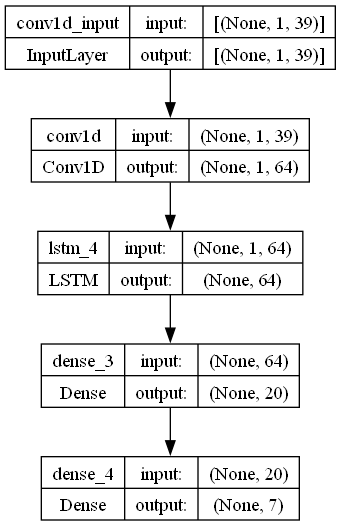 conv1d_input input: [(None, 1, 39)]
InputLayer output: [(None, 1, 39)]
conv1d input: (None, 1, 39)
Conv1D output: (None, 1, 64)
lstm_4 input: (None, 1, 64)
LSTM output: (None, 64)
dense_3 input: (None, 64)
Dense output: (None, 20)
dense_4 input: (None, 20)
Dense output: (None, 7)